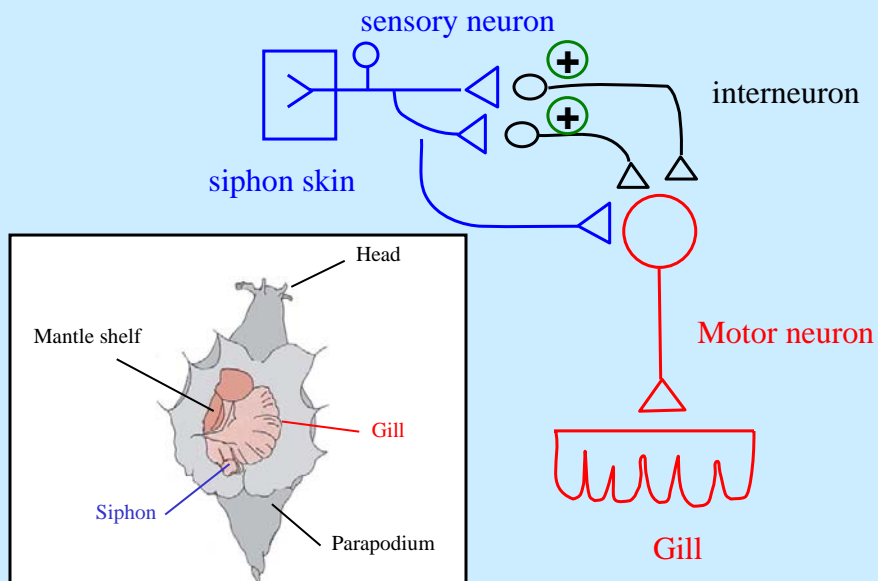 sensory neuron
+
interneuron
+
siphon skin
Head
Mantle shelf
Motor neuron
Gill
Siphon
Parapodium
Gill